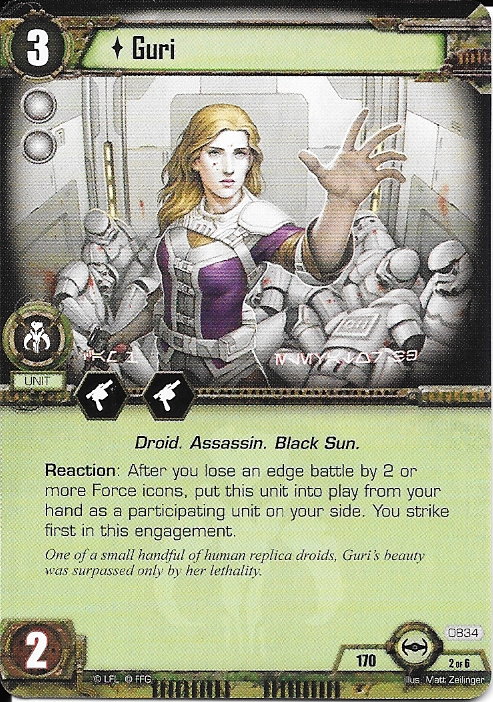 3
Guri
UNIT
Droid. Assassin. Black Sun.
Reaction: After you lose an edge battle by 2 or
more Force icons, put this unit into play from your
hand as a participating unit on your side. You strike
first in this engagement.
One of a small handful of human replica droids, Guri's beauty
was surpassed only by her lethality.
2
0834
170
2 OF 6
© LFL © FFG
Illus. Matt Zeilinger